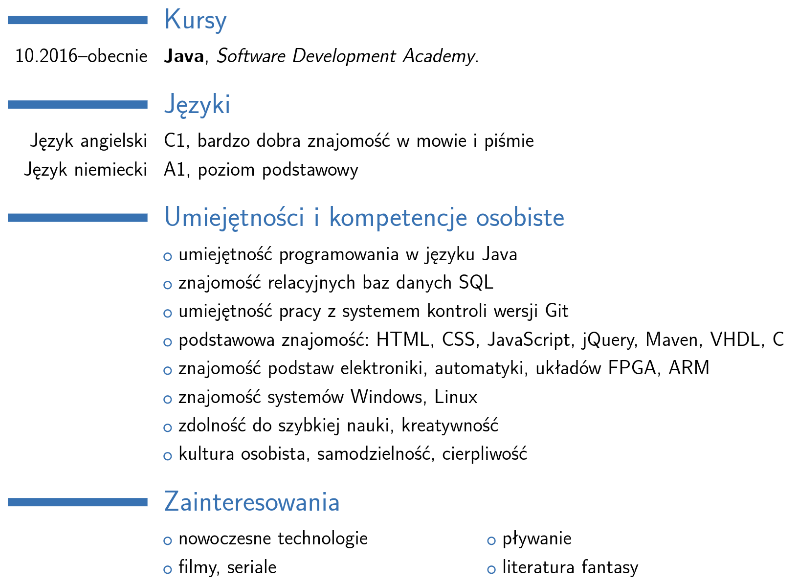 Kursy
10.2016–obecnie Java, Software Development Academy.
Języki
Język angielski C1, bardzo dobra znajomość w mowie i piśmie
Język niemiecki A1, poziom podstawowy
Umiejętności i kompetencje osobiste
umiejętność programowania w języku Java
znajomość relacyjnych baz danych SQL
umiejętność pracy z systemem kontroli wersji Git
podstawowa znajomość: HTML, CSS, JavaScript, jQuery, Maven, VHDL, C
znajomość podstaw elektroniki, automatyki, układów FPGA, ARM
znajomość systemów Windows, Linux
zdolność do szybkiej nauki, kreatywność
kultura osobista, samodzielność, cierpliwość
Zainteresowania
nowoczesne technologie pływanie
filmy, seriale literatura fantasy